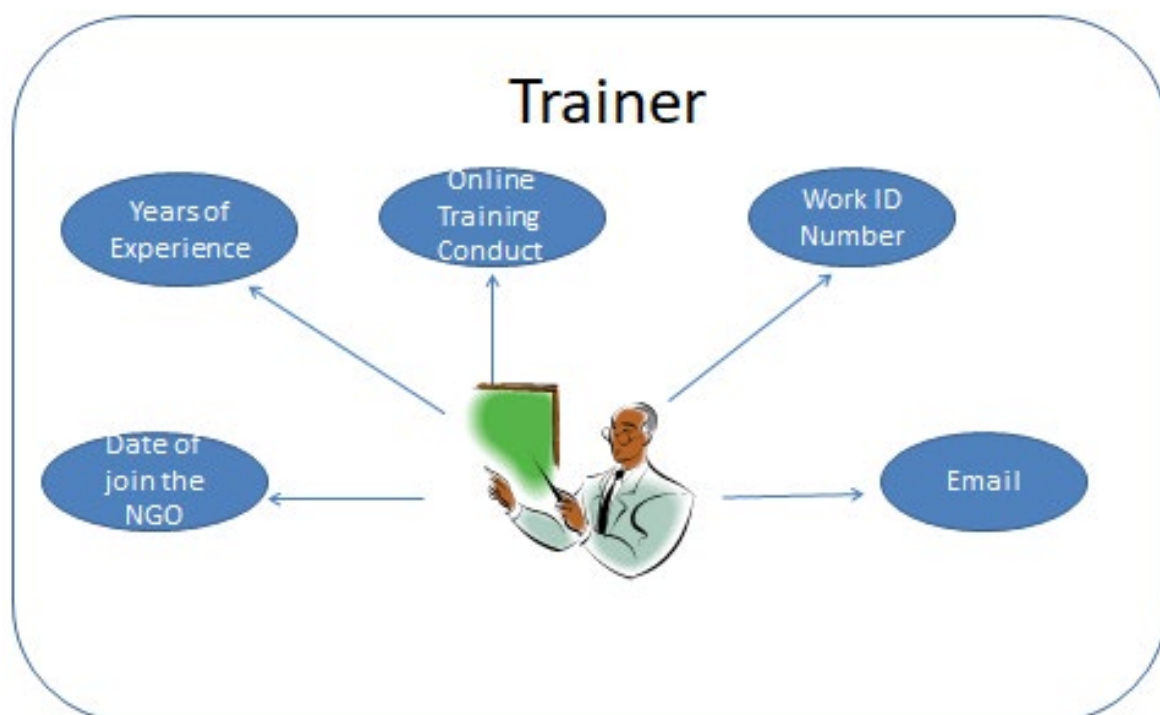 Trainer
Years of
Experience
Online
Training
Conduct
Work ID
Number
Date of
join the
NGO
Email